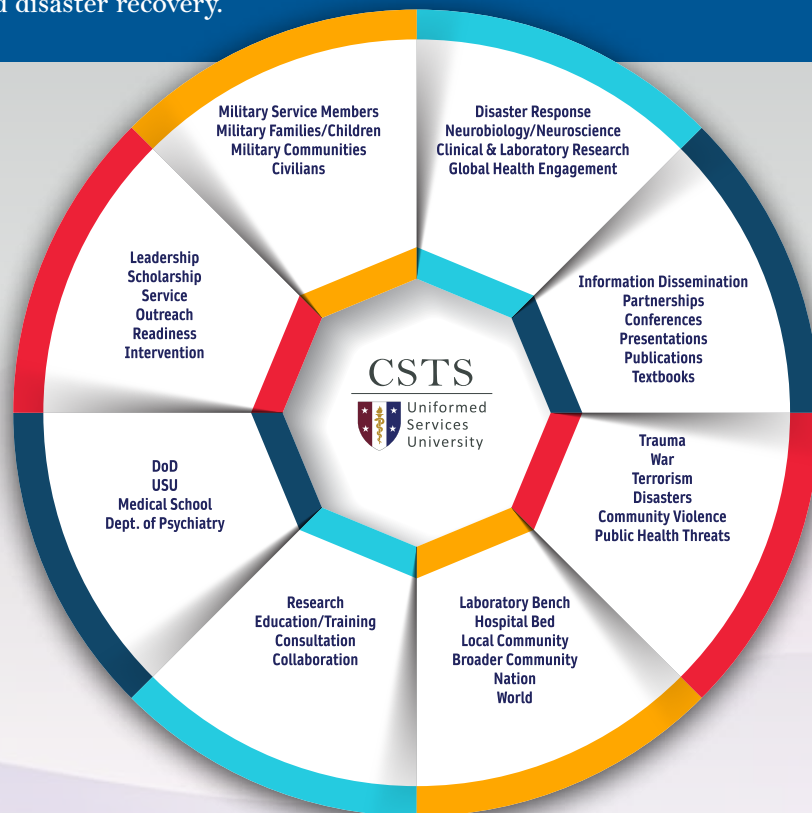 d disaster recovery.
Military Service Members
Military Families/Children
Military Communities
Civilians
Disaster Response
Neurobiology/Neuroscience
Clinical & Laboratory Research
Global Health Engagement
Information Dissemination
Partnerships
Conferences
Presentations
Publications
Textbooks
Trauma
War
Terrorism
Disasters
Community Violence
Public Health Threats
Laboratory Bench
Hospital Bed
Local Community
Broader Community
Nation
World
Research
Education/Training
Consultation
Collaboration
DoD
USU
Medical School
Dept. of Psychiatry
Leadership
Scholarship
Service
Outreach
Readiness
Intervention
CSTS
Uniformed
Services
University